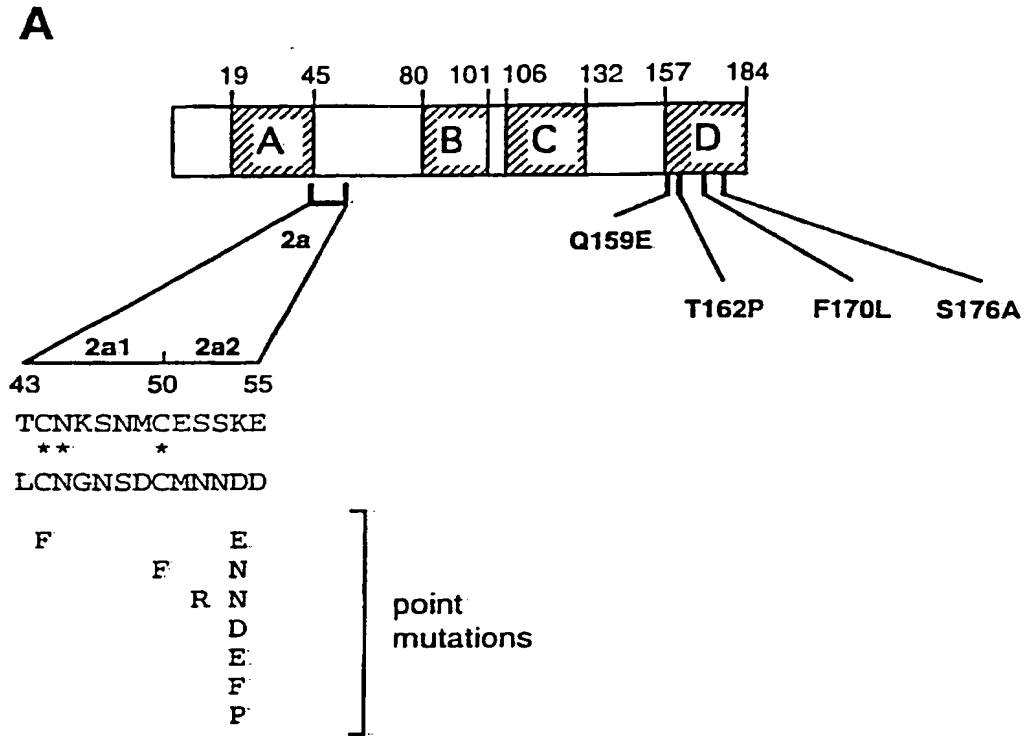 A
19 45 80 101 106 132 157 184
A B C D
2a
Q159E
T162P F170L S176A
2a1 2a2
43 50 55
TCNKSNMCESSKE
** *
LCNGNSDCMNNDD
F E
F N
R N
D
E
F
P
point
mutations